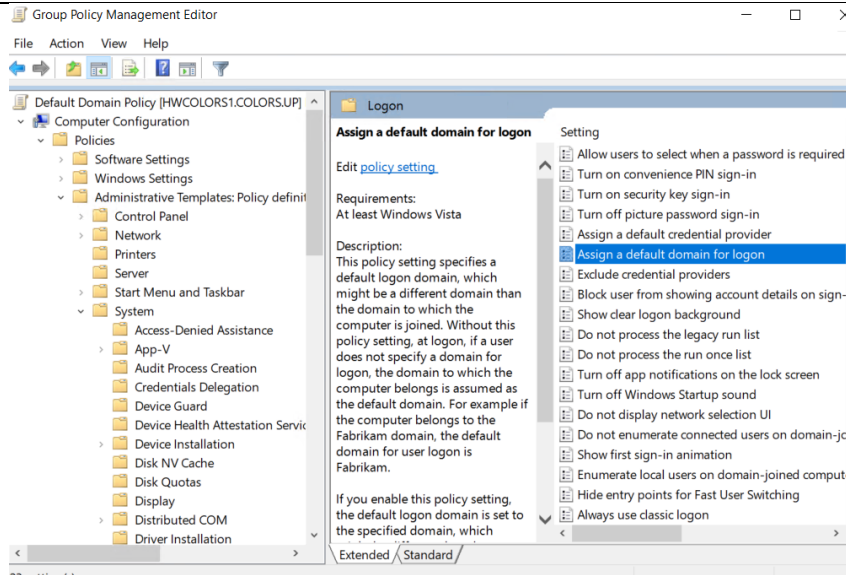 Group Policy Management Editor
File Action View Help
Default Domain Policy [HWCOLORS1.COLORS.UP]
Computer Configuration
Policies
Software Settings
Windows Settings
Administrative Templates: Policy definit
Control Panel
Network
Printers
Server
Start Menu and Taskbar
System
Access-Denied Assistance
App-V
Audit Process Creation
Credentials Delegation
Device Guard
Device Health Attestation Servic
Device Installation
Disk NV Cache
Disk Quotas
Display
Distributed COM
Driver Installation
Logon
Assign a default domain for logon
Edit policy setting
Requirements:
At least Windows Vista
Description:
This policy setting specifies a
default logon domain, which
might be a different domain than
the domain to which the
computer is joined. Without this
policy setting, at logon, if a user
does not specify a domain for
logon, the domain to which the
computer belongs is assumed as
the default domain. For example if
the computer belongs to the
Fabrikam domain, the default
domain for user logon is
Fabrikam.
If you enable this policy setting,
the default logon domain is set to
the specified domain, which
Setting
Allow users to select when a password is required
Turn on convenience PIN sign-in
Turn on security key sign-in
Turn off picture password sign-in
Assign a default credential provider
Assign a default domain for logon
Exclude credential providers
Block user from showing account details on sign-
Show clear logon background
Do not process the legacy run list
Do not process the run once list
Turn off app notifications on the lock screen
Turn off Windows Startup sound
Do not display network selection UI
Do not enumerate connected users on domain-jo
Show first sign-in animation
Enumerate local users on domain-joined comput
Hide entry points for Fast User Switching
Always use classic logon
Extended Standard